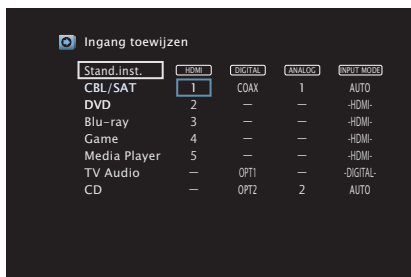 Ingang toewijzen
Stand.inst. HDMI DIGITAL ANALOG INPUT MODE
CBL/SAT 1 COAX 1 AUTO
DVD 2 — — -HDMI-
Blu-ray 3 — — -HDMI-
Game 4 — — -HDMI-
Media Player 5 — — -HDMI-
TV Audio — OPT1 — -DIGITAL-
CD — OPT2 2 AUTO